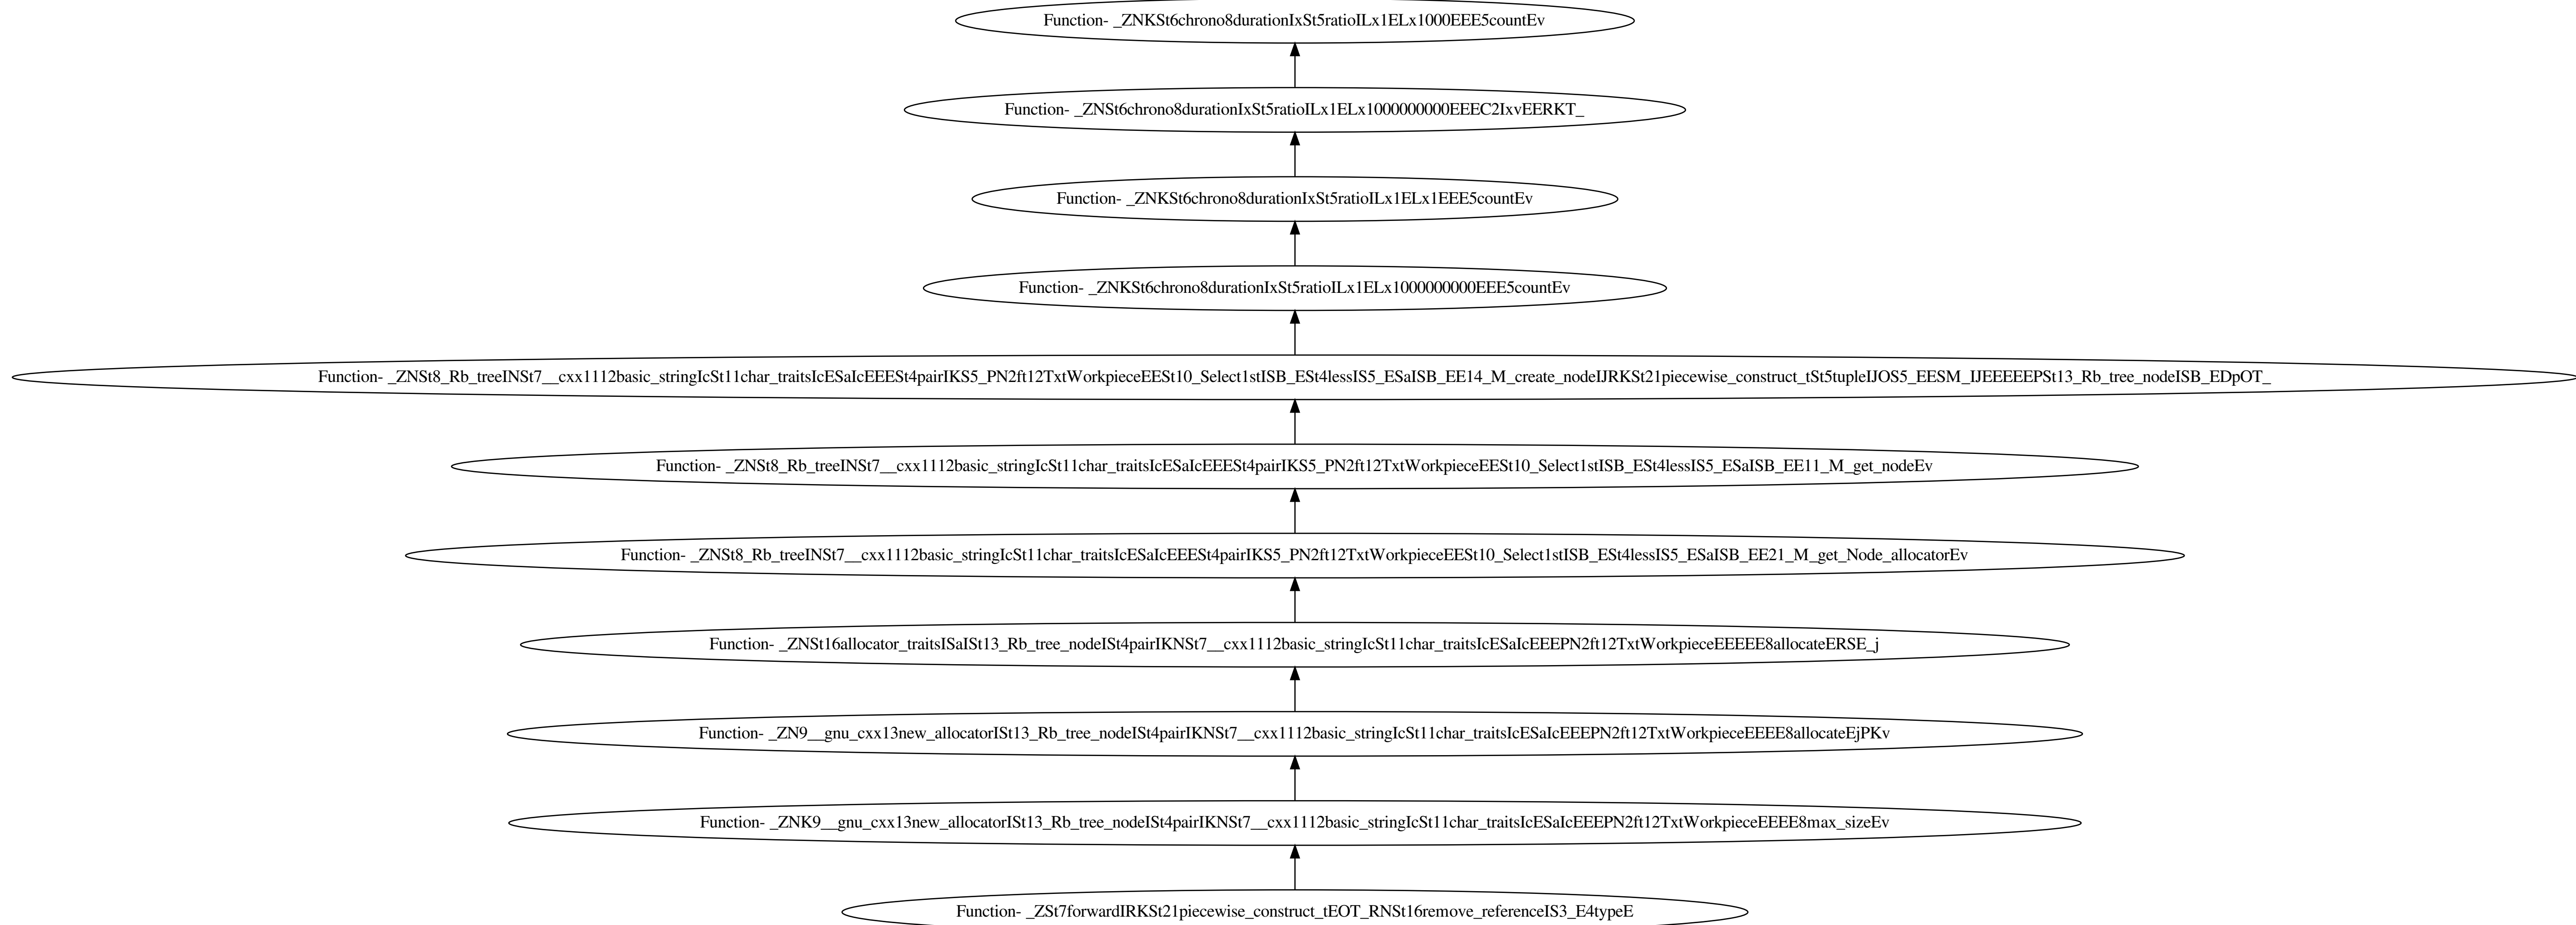 Function- _ZNKSt6chrono8durationIxSt5ratioILx1ELx1000EEE5countEv
Function- _ZNSt6chrono8durationIxSt5ratioILx1ELx1000000000EEEC2IxvEERKT_
Function- _ZNKSt6chrono8durationIxSt5ratioILx1ELx1EEE5countEv
Function- _ZNKSt6chrono8durationIxSt5ratioILx1ELx1000000000EEE5countEv
Function- _ZNSt8_Rb_treeINSt7__cxx1112basic_stringIcSt11char_traitsIcESaIcEEESt4pairIKS5_PN2ft12TxtWorkpieceEESt10_Select1stISB_ESt4lessIS5_ESaISB_EE14_M_create_nodeIJRKSt21piecewise_construct_tSt5tupleIJOS5_EESM_IJEEEEEPSt13_Rb_tree_nodeISB_EDpOT_
Function- _ZNSt8_Rb_treeINSt7__cxx1112basic_stringIcSt11char_traitsIcESaIcEEESt4pairIKS5_PN2ft12TxtWorkpieceEESt10_Select1stISB_ESt4lessIS5_ESaISB_EE11_M_get_nodeEv
Function- _ZNSt8_Rb_treeINSt7__cxx1112basic_stringIcSt11char_traitsIcESaIcEEESt4pairIKS5_PN2ft12TxtWorkpieceEESt10_Select1stISB_ESt4lessIS5_ESaISB_EE21_M_get_Node_allocatorEv
Function- _ZNSt16allocator_traitsISaISt13_Rb_tree_nodeISt4pairIKNSt7__cxx1112basic_stringIcSt11char_traitsIcESaIcEEEPN2ft12TxtWorkpieceEEEEE8allocateERSE_j
Function- _ZN9__gnu_cxx13new_allocatorISt13_Rb_tree_nodeISt4pairIKNSt7__cxx1112basic_stringIcSt11char_traitsIcESaIcEEEPN2ft12TxtWorkpieceEEEE8allocateEjPKv
Function- _ZNK9__gnu_cxx13new_allocatorISt13_Rb_tree_nodeISt4pairIKNSt7__cxx1112basic_stringIcSt11char_traitsIcESaIcEEEPN2ft12TxtWorkpieceEEEE8max_sizeEv
Function- _ZSt7forwardIRKSt21piecewise_construct_tEOT_RNSt16remove_referenceIS3_E4typeE